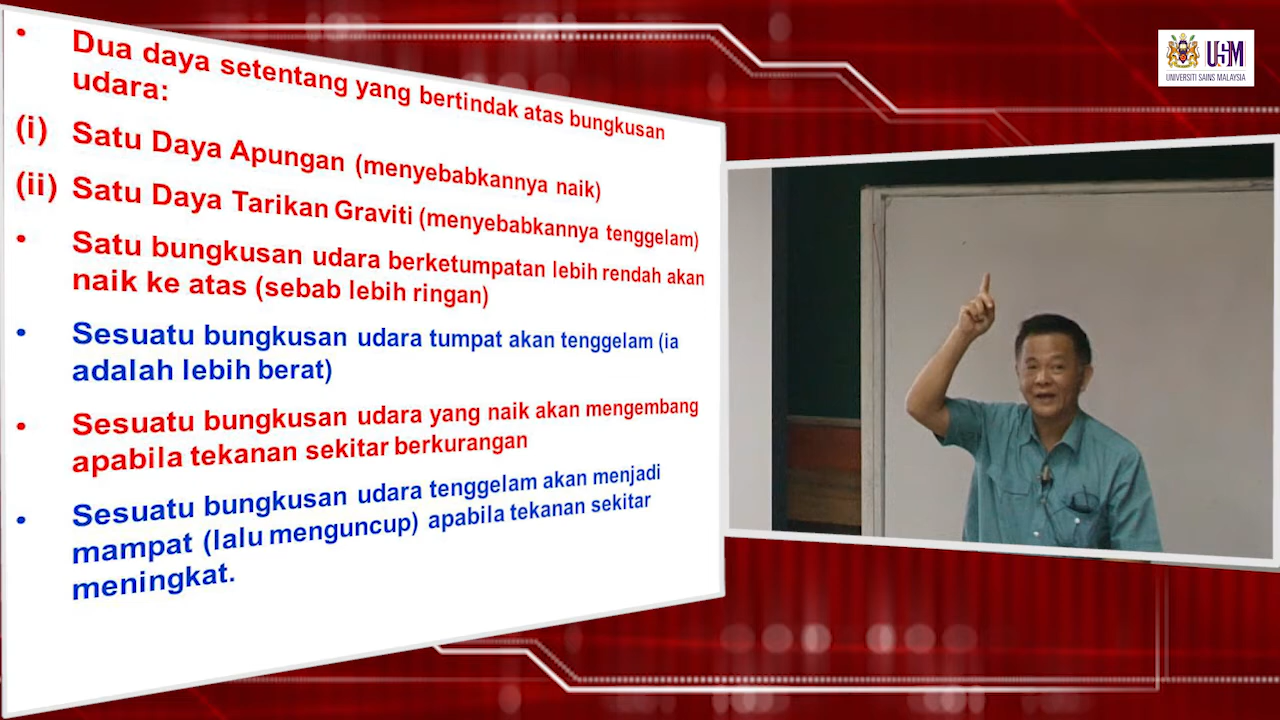 • Dua daya setentang yang bertindak atas bungkusan
udara:
(i) Satu Daya Apungan (menyebabkannya naik)
(ii) Satu Daya Tarikan Graviti (menyebabkannya tenggelam)
• Satu bungkusan udara berketumpatan lebih rendah akan
naik ke atas (sebab lebih ringan)
• Sesuatu bungkusan udara tumpat akan tenggelam (ia
adalah lebih berat)
• Sesuatu bungkusan udara yang naik akan mengembang
apabila tekanan sekitar berkurangan
• Sesuatu bungkusan udara tenggelam akan menjadi
mampat (lalu menguncup) apabila tekanan sekitar
meningkat.
USM
UNIVERSITI SAINS MALAYSIA